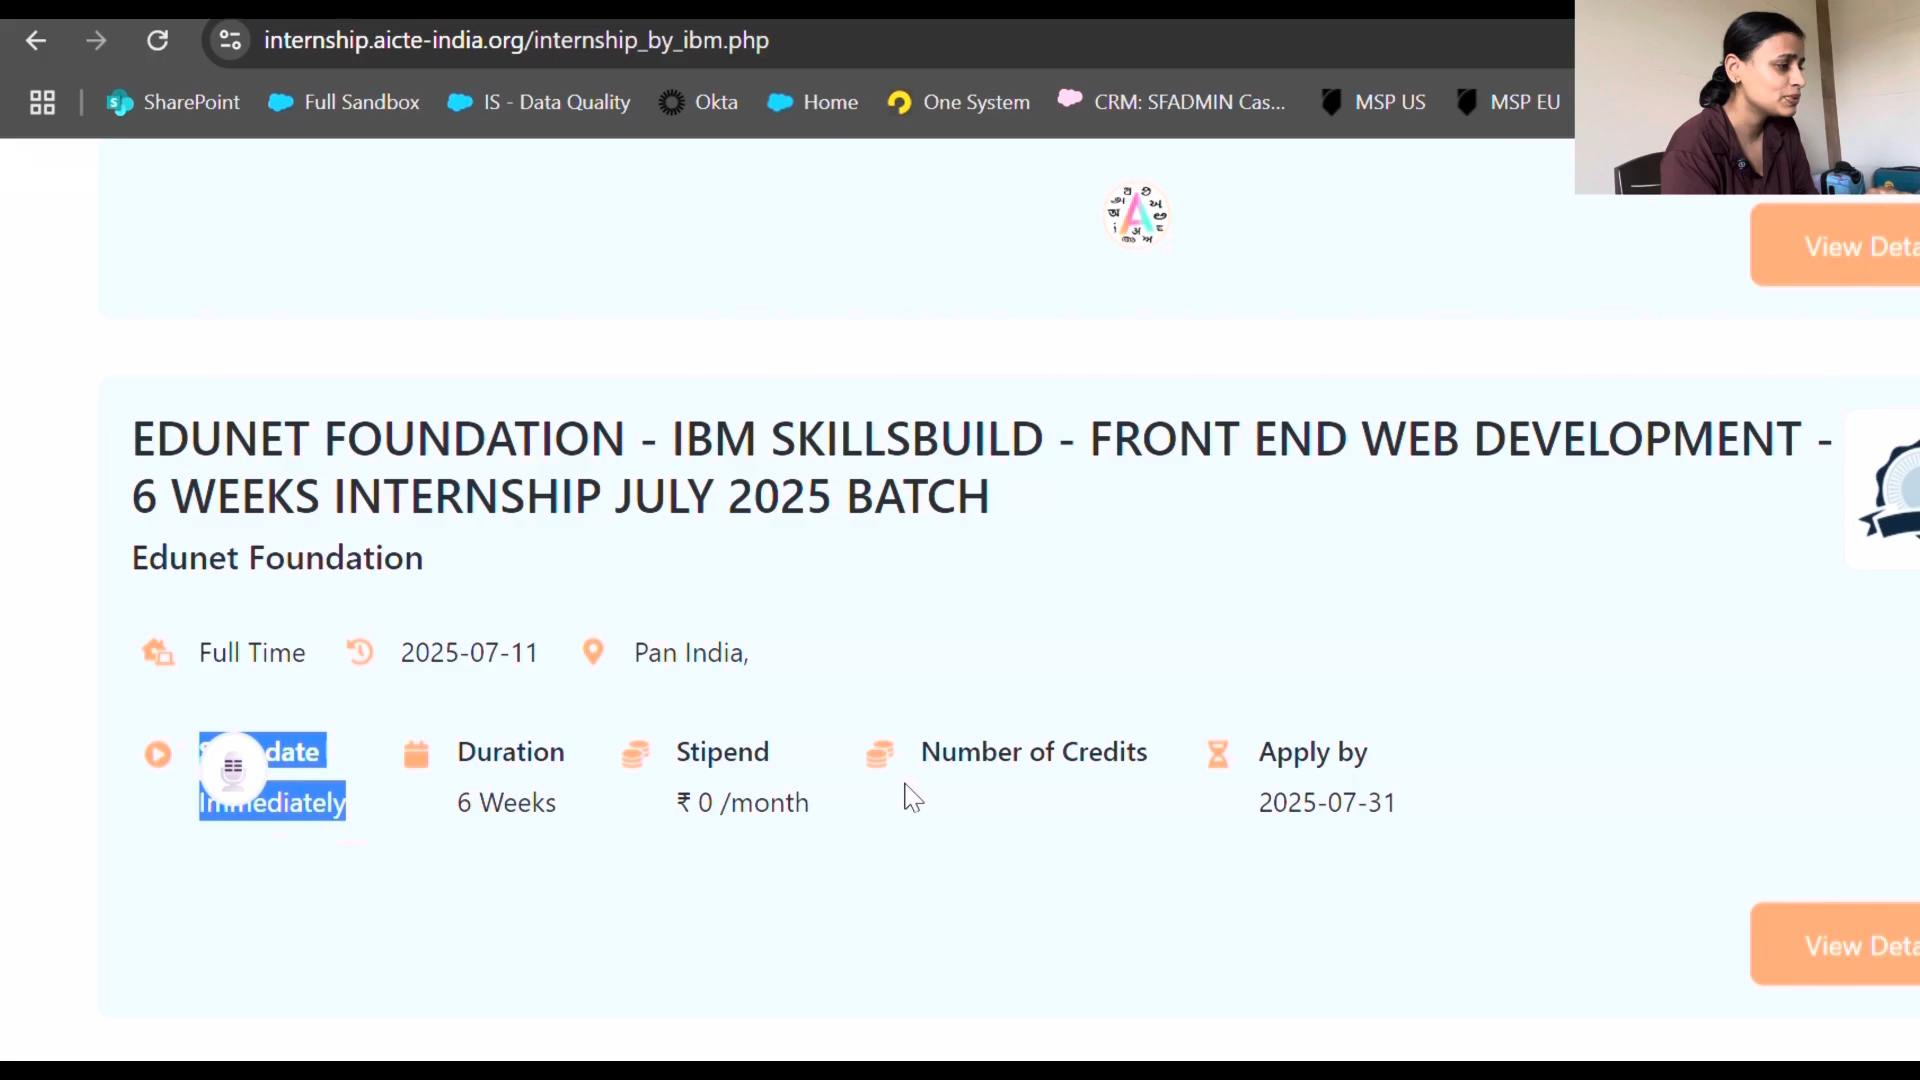 internship.aicte-india.org/internship_by_ibm.php
SharePoint Full Sandbox IS - Data Quality Okta Home One System CRM: SFADMIN Cas... MSP US MSP EU
View Deta
EDUNET FOUNDATION - IBM SKILLSBUILD - FRONT END WEB DEVELOPMENT -
6 WEEKS INTERNSHIP JULY 2025 BATCH
Edunet Foundation
Full Time 2025-07-11 Pan India,
date Duration Stipend Number of Credits Apply by
Immediately 6 Weeks ₹ 0 /month 2025-07-31
View Deta